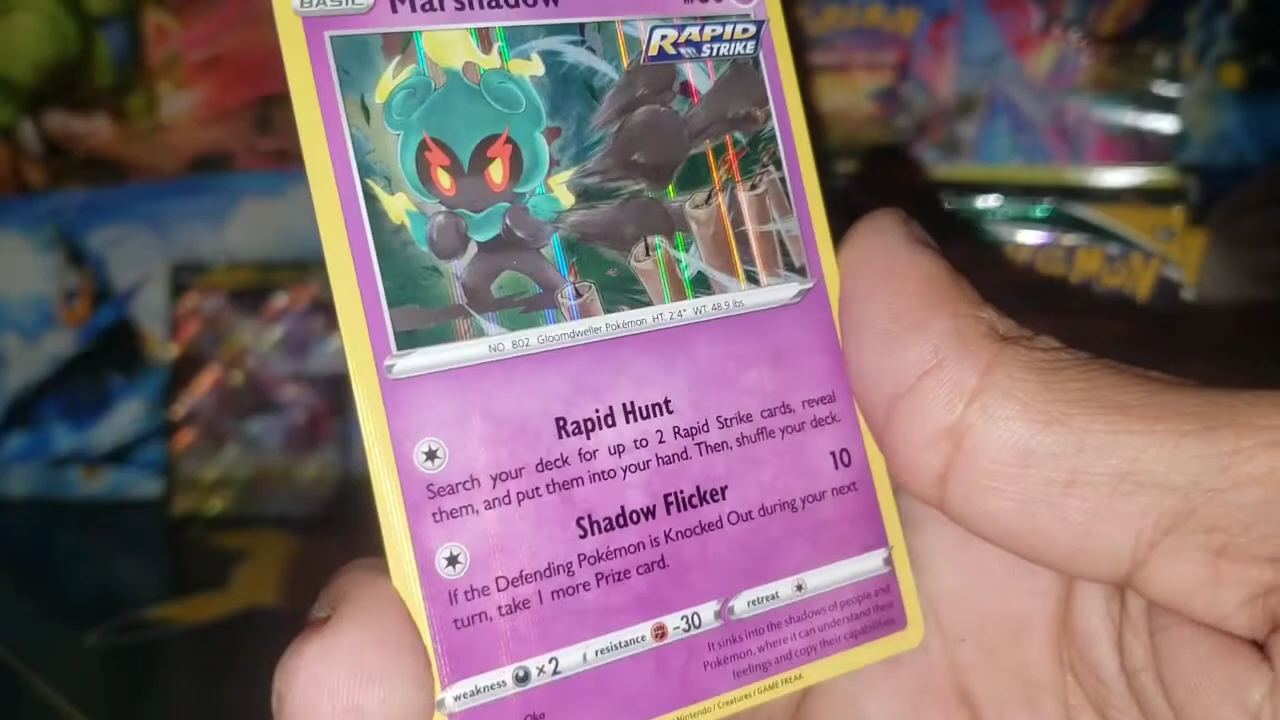 BASIC Marshadow
RAPID
STRIKE
NO. 802 Gloomdweller Pokémon HT: 2'4" WT: 48.9 lbs.
Rapid Hunt
Search your deck for up to 2 Rapid Strike cards, reveal
them, and put them into your hand. Then, shuffle your deck.
Shadow Flicker 10
If the Defending Pokémon is Knocked Out during your next
turn, take 1 more Prize card.
weakness ×2 resistance -30 retreat
It sinks into the shadows of people and
Pokémon, where it can understand their
feelings and copy their capabilities.
Oka
Nintendo / Creatures / GAME FREAK
Pokémon